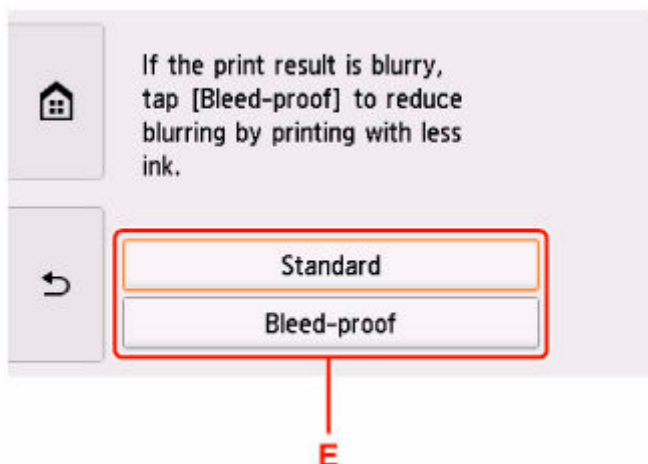 If the print result is blurry,
tap [Bleed-proof] to reduce
blurring by printing with less
ink.
Standard
Bleed-proof
E